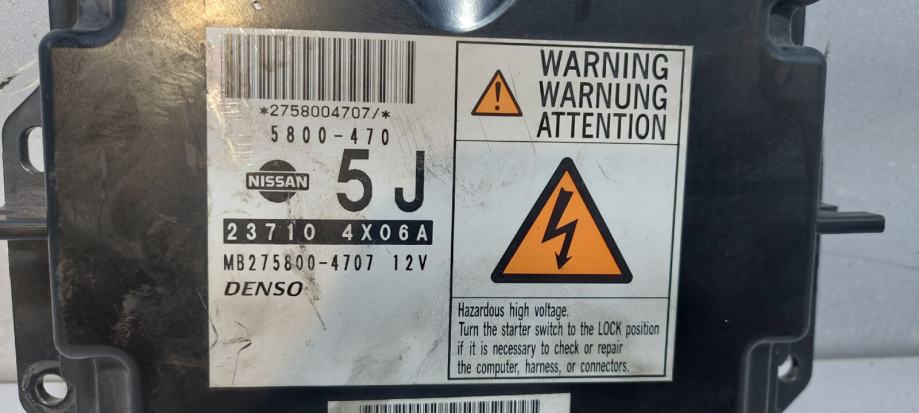 *2758004707/*
5800-470
NISSAN
5 J
23710 4X06A
MB275800-4707 12V
DENSO
WARNING
WARNUNG
ATTENTION
Hazardous high voltage.
Turn the starter switch to the LOCK position
if it is necessary to check or repair
the computer, harness, or connectors.